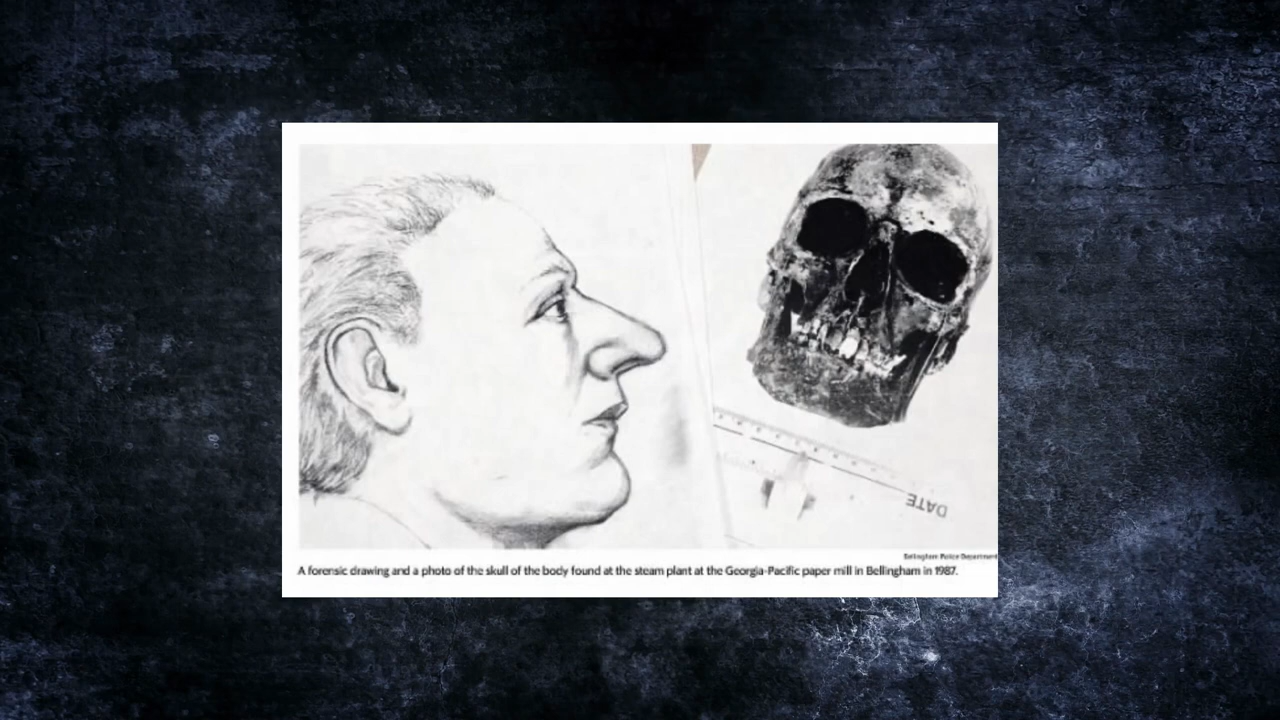 DATE
Bellingham Police Department
A forensic drawing and a photo of the skull of the body found at the steam plant at the Georgia-Pacific paper mill in Bellingham in 1987.